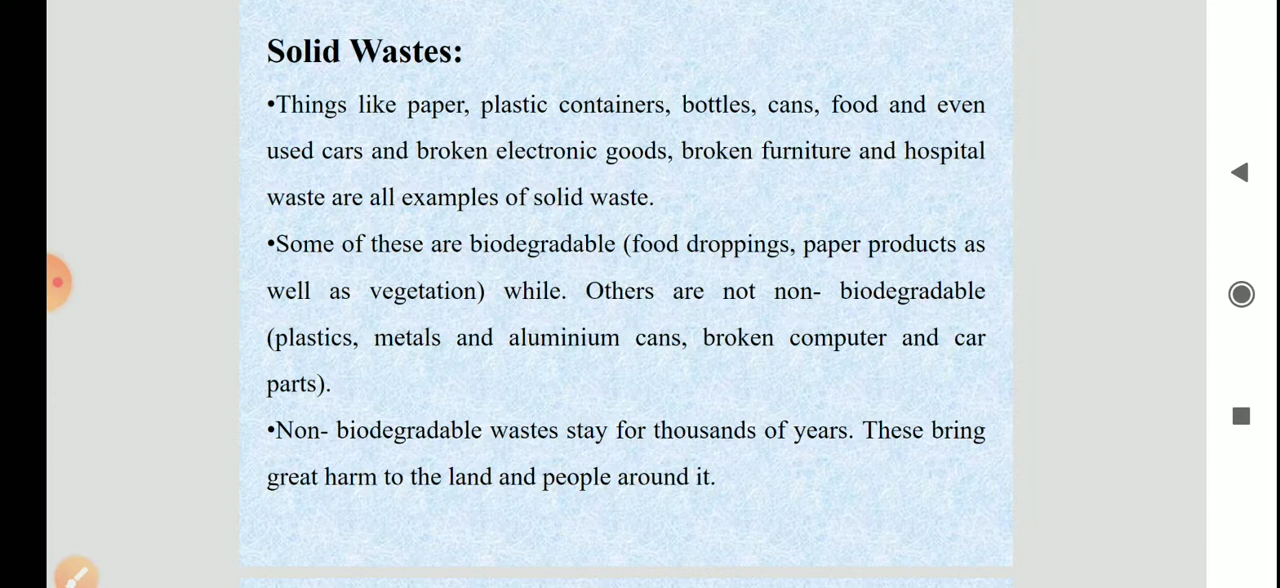 Solid Wastes:
•Things like paper, plastic containers, bottles, cans, food and even
used cars and broken electronic goods, broken furniture and hospital
waste are all examples of solid waste.
•Some of these are biodegradable (food droppings, paper products as
well as vegetation) while. Others are not non- biodegradable
(plastics, metals and aluminium cans, broken computer and car
parts).
•Non- biodegradable wastes stay for thousands of years. These bring
great harm to the land and people around it.